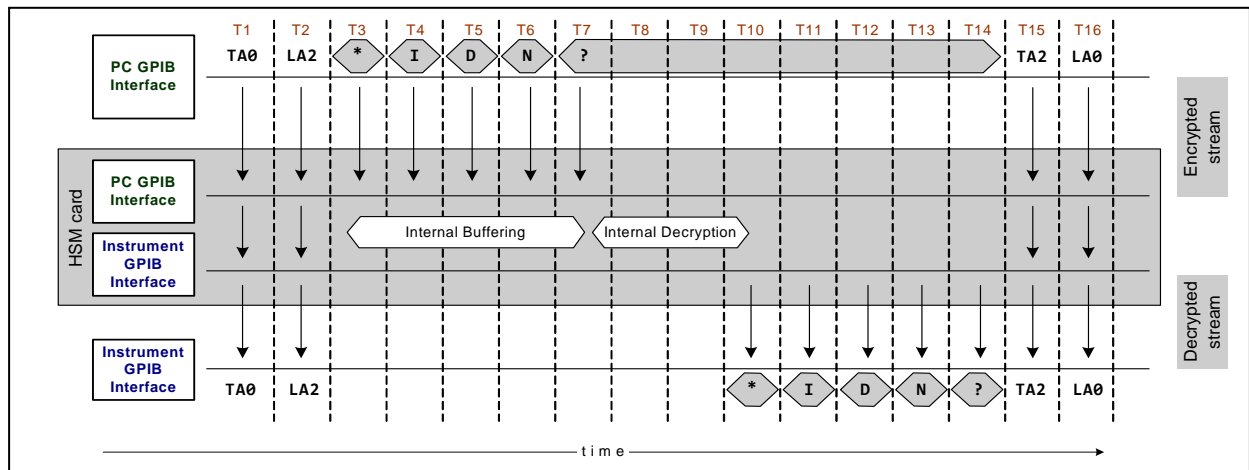 T1 T2 T3 T4 T5 T6 T7 T8 T9 T10 T11 T12 T13 T14 T15 T16
PC GPIB
Interface
TA0 LA2 * I D N ? TA2 LA0
Encrypted
stream
HSM card
PC GPIB
Interface
Internal Buffering
Internal Decryption
Instrument
GPIB
Interface
Decrypted
stream
Instrument
GPIB
Interface
TA0 LA2 * I D N ? TA2 LA0
time